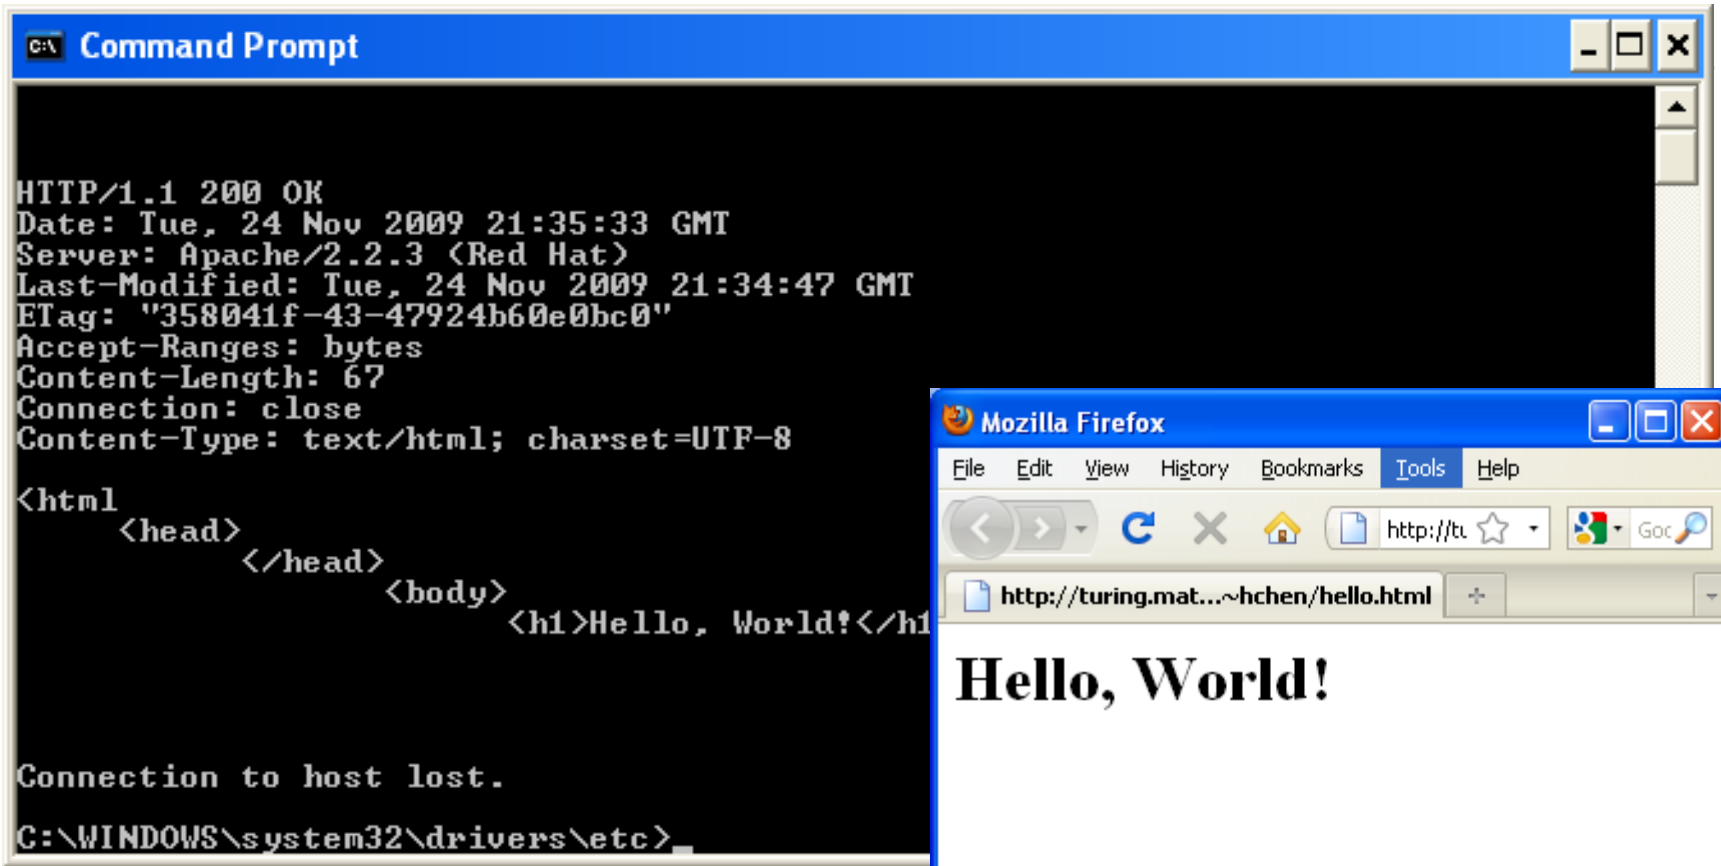 C:\ Command Prompt
HTTP/1.1 200 OK
Date: Tue, 24 Nov 2009 21:35:33 GMT
Server: Apache/2.2.3 (Red Hat)
Last-Modified: Tue, 24 Nov 2009 21:34:47 GMT
ETag: "358041f-43-47924b60e0bc0"
Accept-Ranges: bytes
Content-Length: 67
Connection: close
Content-Type: text/html; charset=UTF-8
<html
<head>
</head>
<body>
<h1>Hello, World!</h1
Connection to host lost.
C:\WINDOWS\system32\drivers\etc>_
Mozilla Firefox
File Edit View History Bookmarks Tools Help
http://tu Goo
http://turing.mat...~hchen/hello.html
Hello, World!